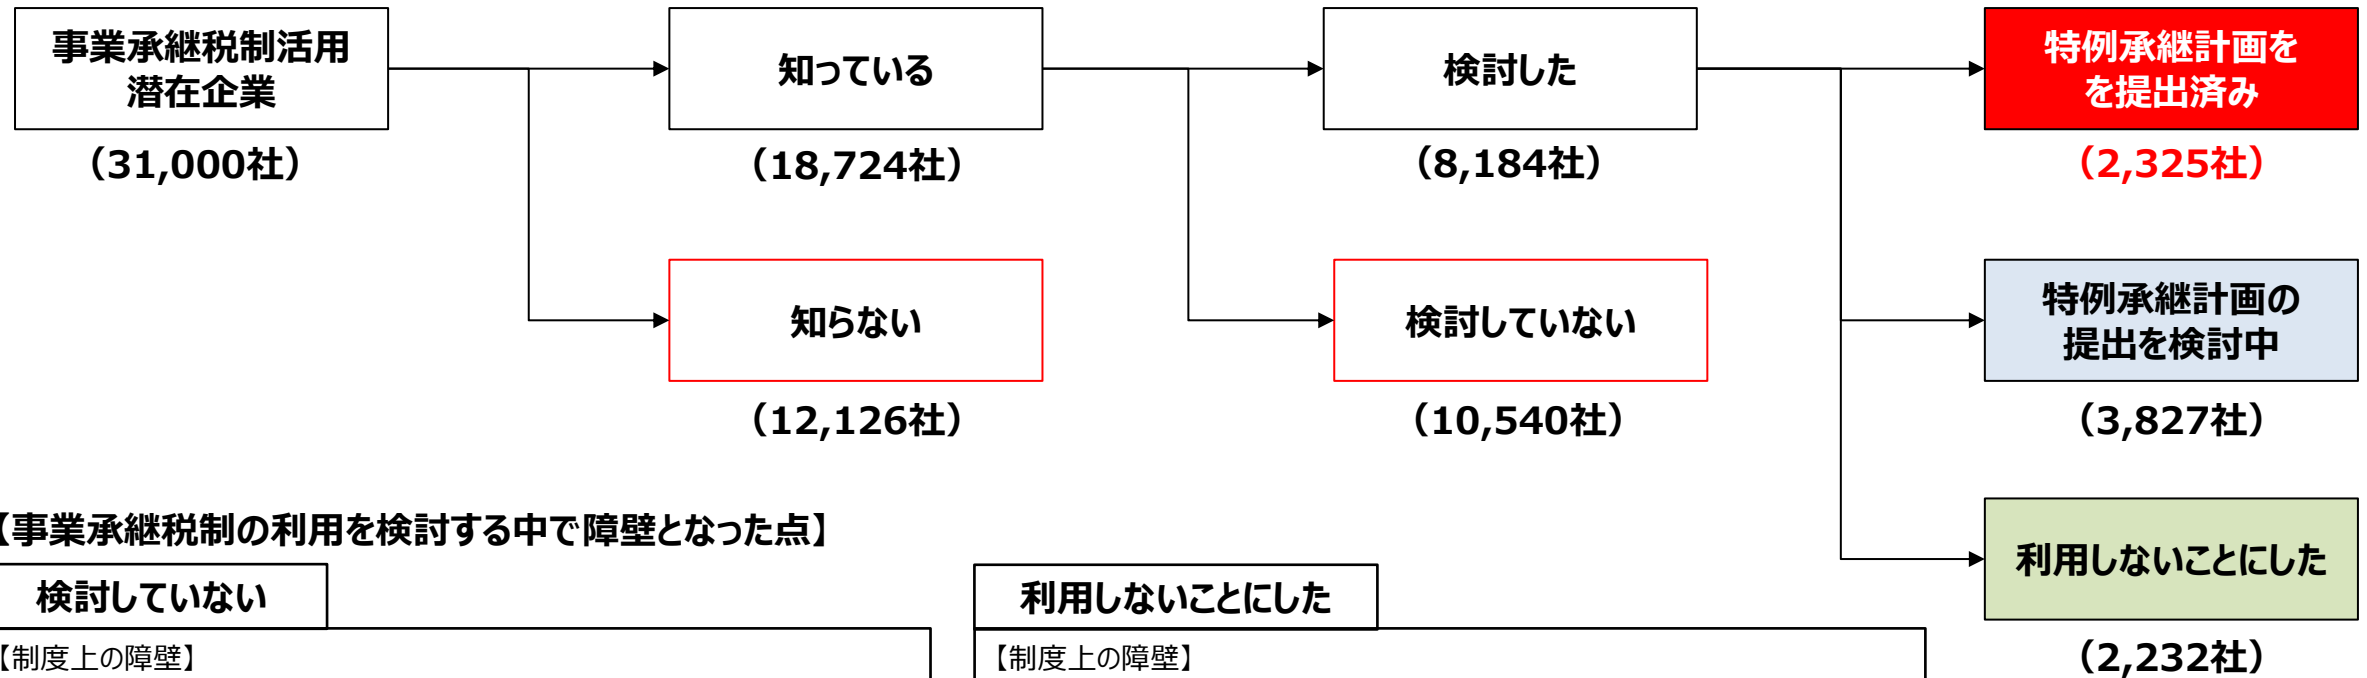 事業承継税制活用
潜在企業
(31,000社)
知っている
(18,724社)
検討した
(8,184社)
特例承継計画を
を提出済み
(2,325社)
知らない
(12,126社)
検討していない
(10,540社)
特例承継計画の
提出を検討中
(3,827社)
利用しないことにした
(2,232社)
【事業承継税制の利用を検討する中で障壁となった点】
検討していない
【制度上の障壁】
利用しないことにした
【制度上の障壁】